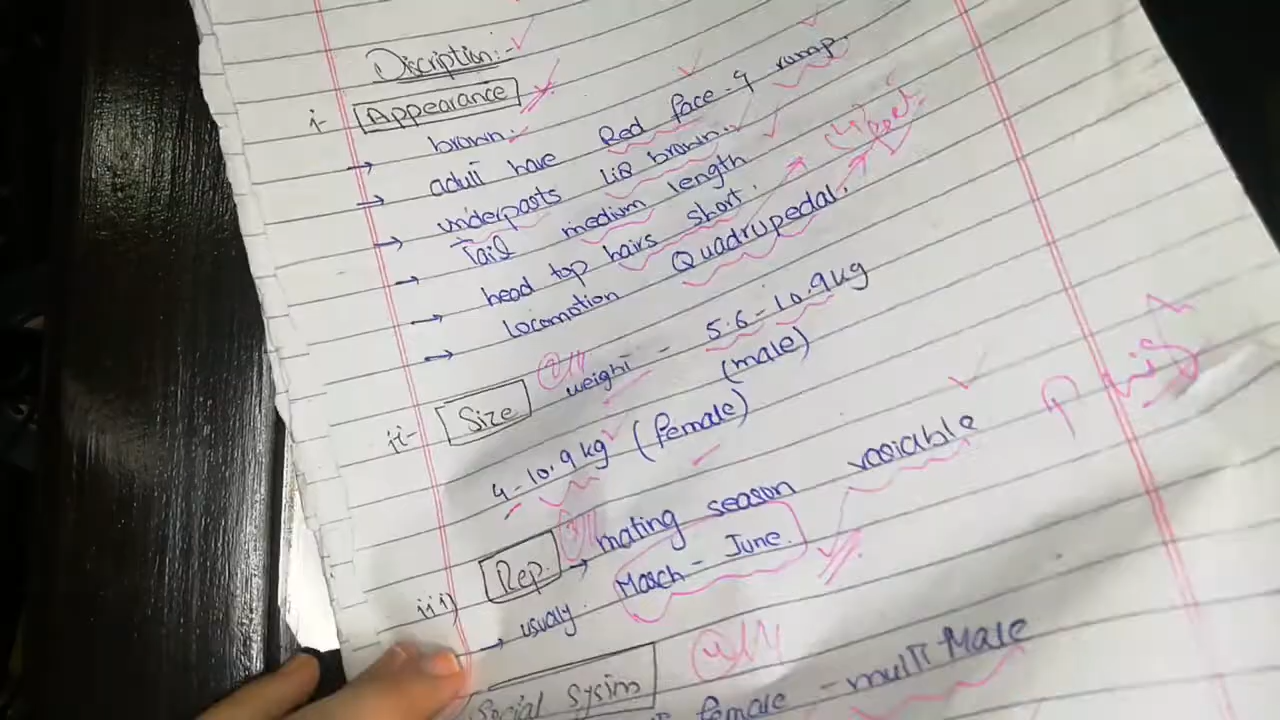 Discription:-
i- Appearance
→ brown.
→ adult have Red face & rump.
→ underparts lit brown.
→ Tail medium length
→ head top hairs short.
→ locomotion Quadrupedal.
ii- Size weight - 5.6 - 10.9 kg
(male)
4 - 10.9 kg (female)
iii) Rep. → mating season variable
→ usualy. March - June.
Social Systm
female - multi Male